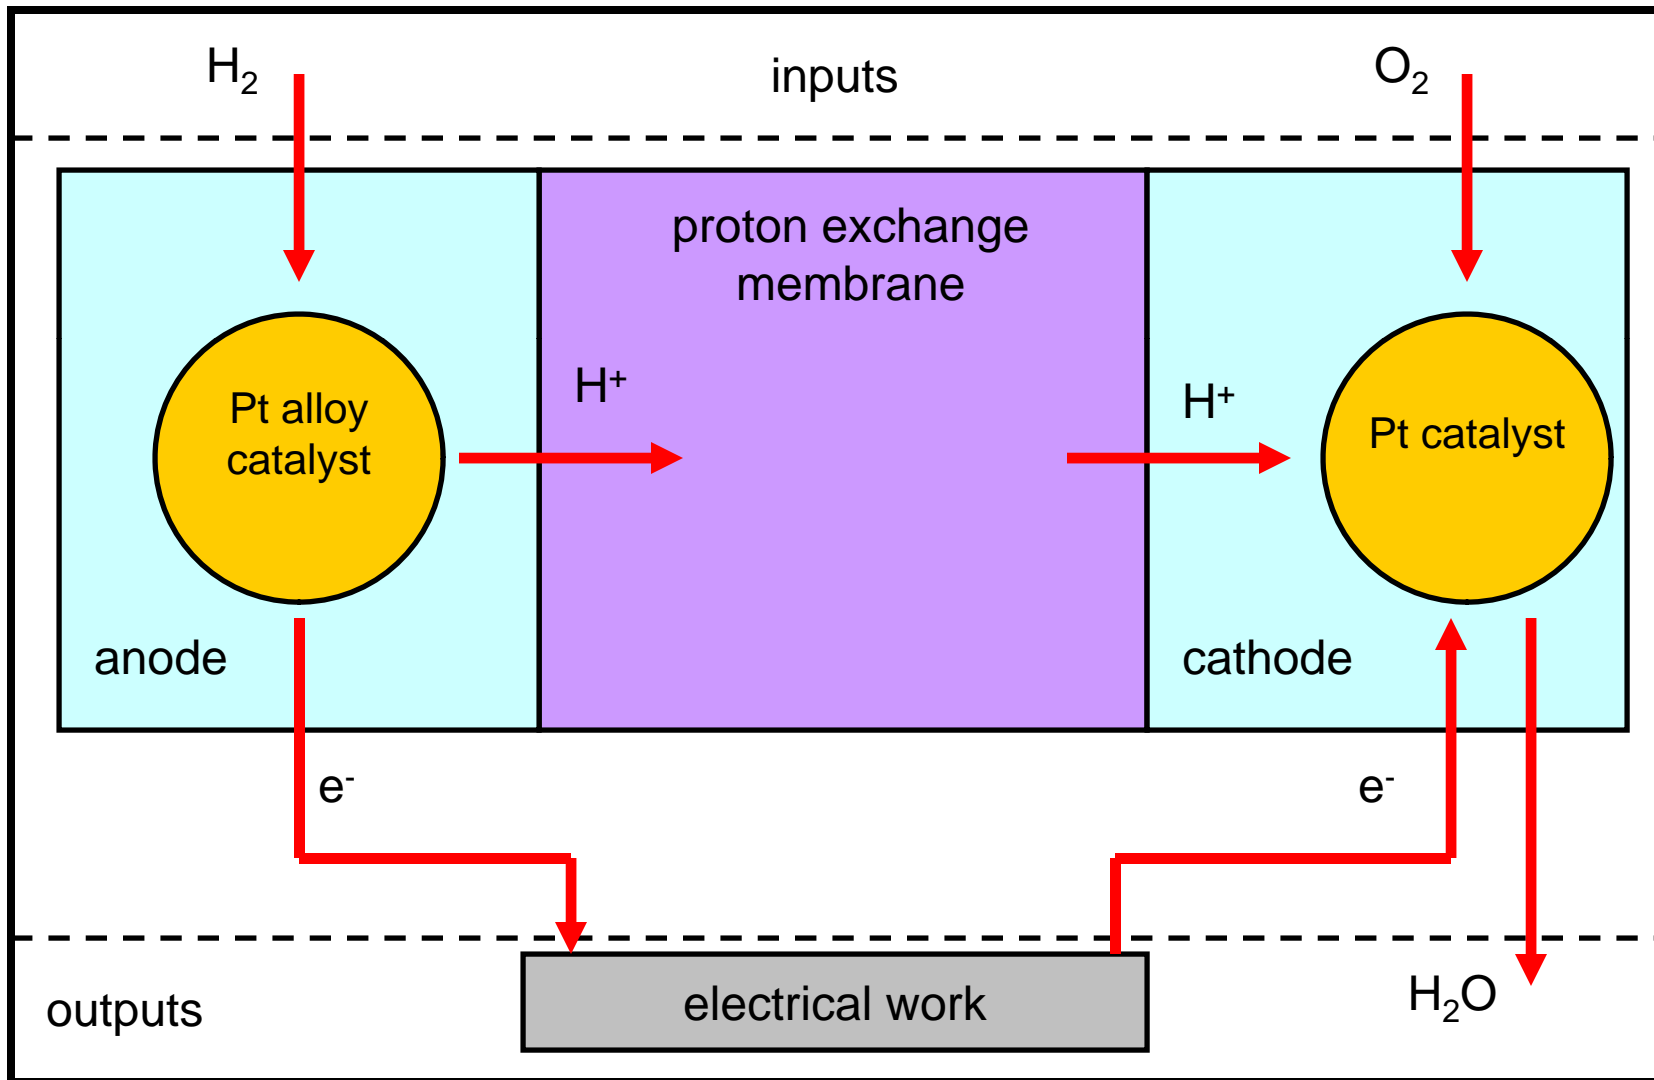 H₂
inputs
O₂
proton exchange
membrane
H⁺
H⁺
Pt alloy
catalyst
Pt catalyst
anode
cathode
e⁻
e⁻
outputs
electrical work
H₂O